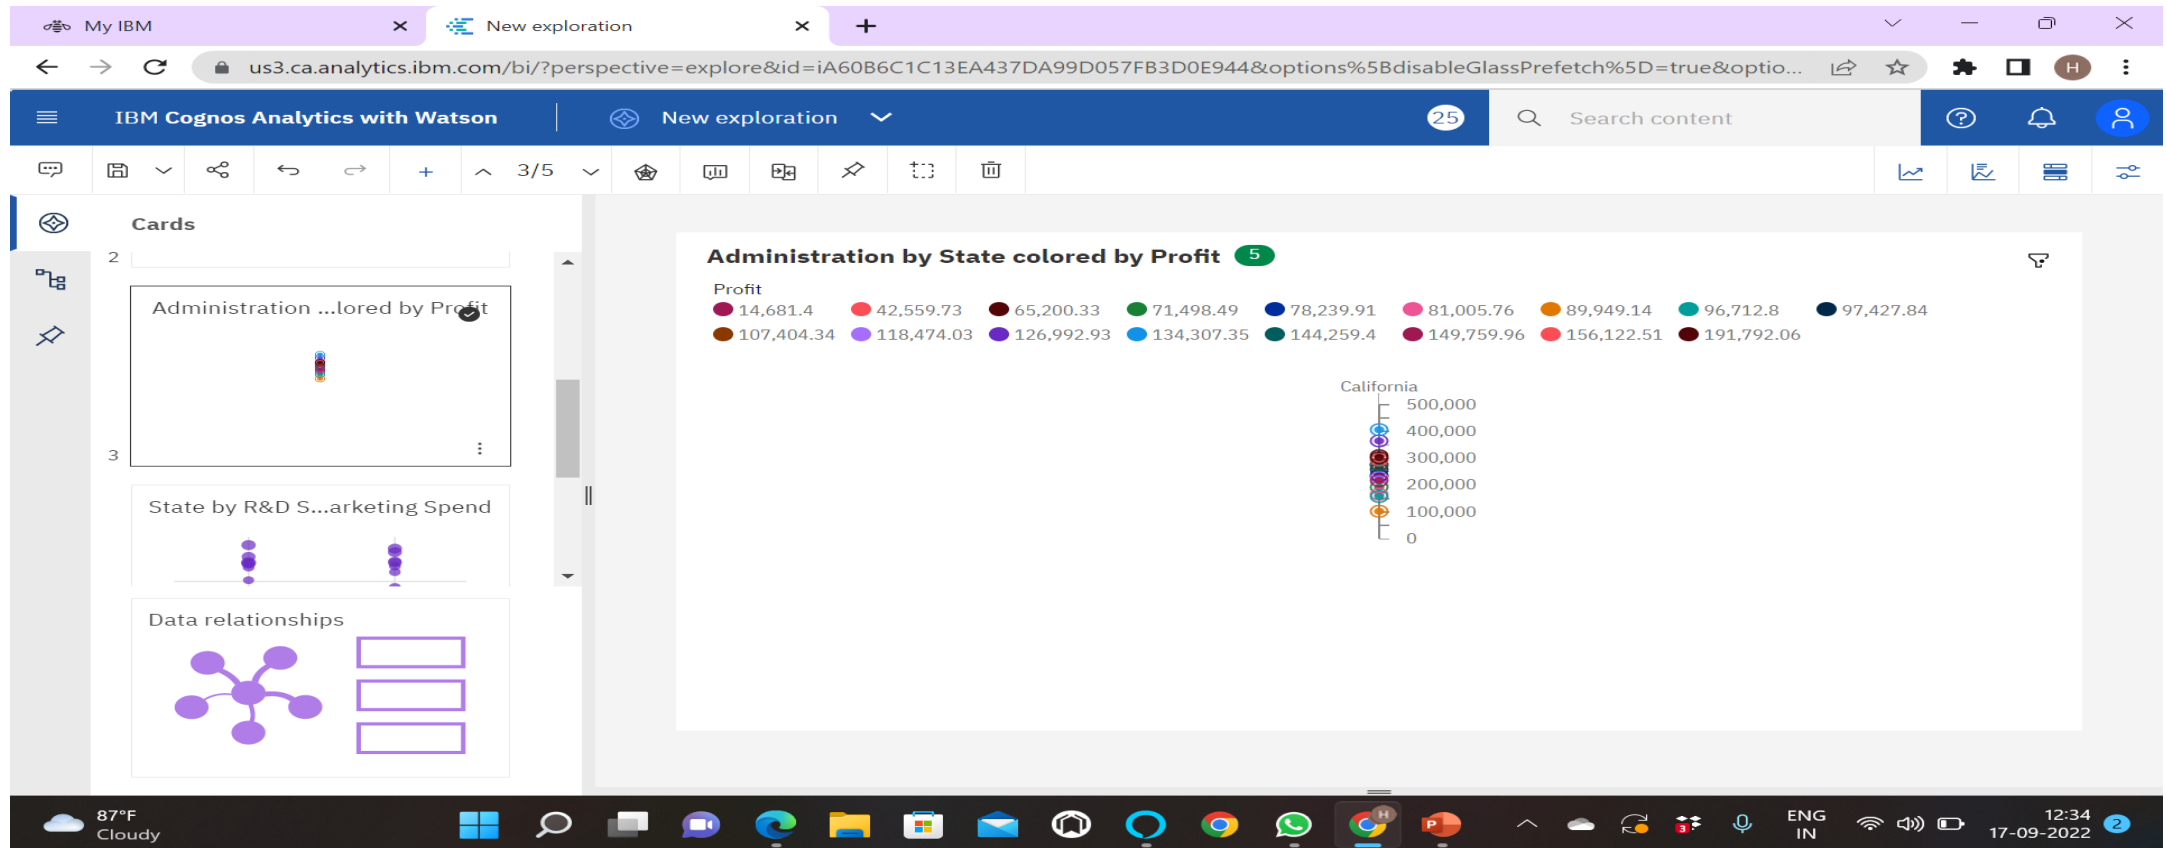 My IBM
New exploration
us3.ca.analytics.ibm.com/bi/?perspective=explore&id=iA60B6C1C13EA437DA99D057FB3D0E944&options%5BdisableGlassPrefetch%5D=true&optio...
H
IBM Cognos Analytics with Watson
New exploration
25
Search content
3/5
Cards
2
Administration ...lored by Profit
3
State by R&D S...arketing Spend
Data relationships
Administration by State colored by Profit 5
Profit
14,681.4 42,559.73 65,200.33 71,498.49 78,239.91 81,005.76 89,949.14 96,712.8 97,427.84
107,404.34 118,474.03 126,992.93 134,307.35 144,259.4 149,759.96 156,122.51 191,792.06
California
500,000
400,000
300,000
200,000
100,000
0
87°F
Cloudy
H
P
3
ENG
IN
12:34
17-09-2022
2